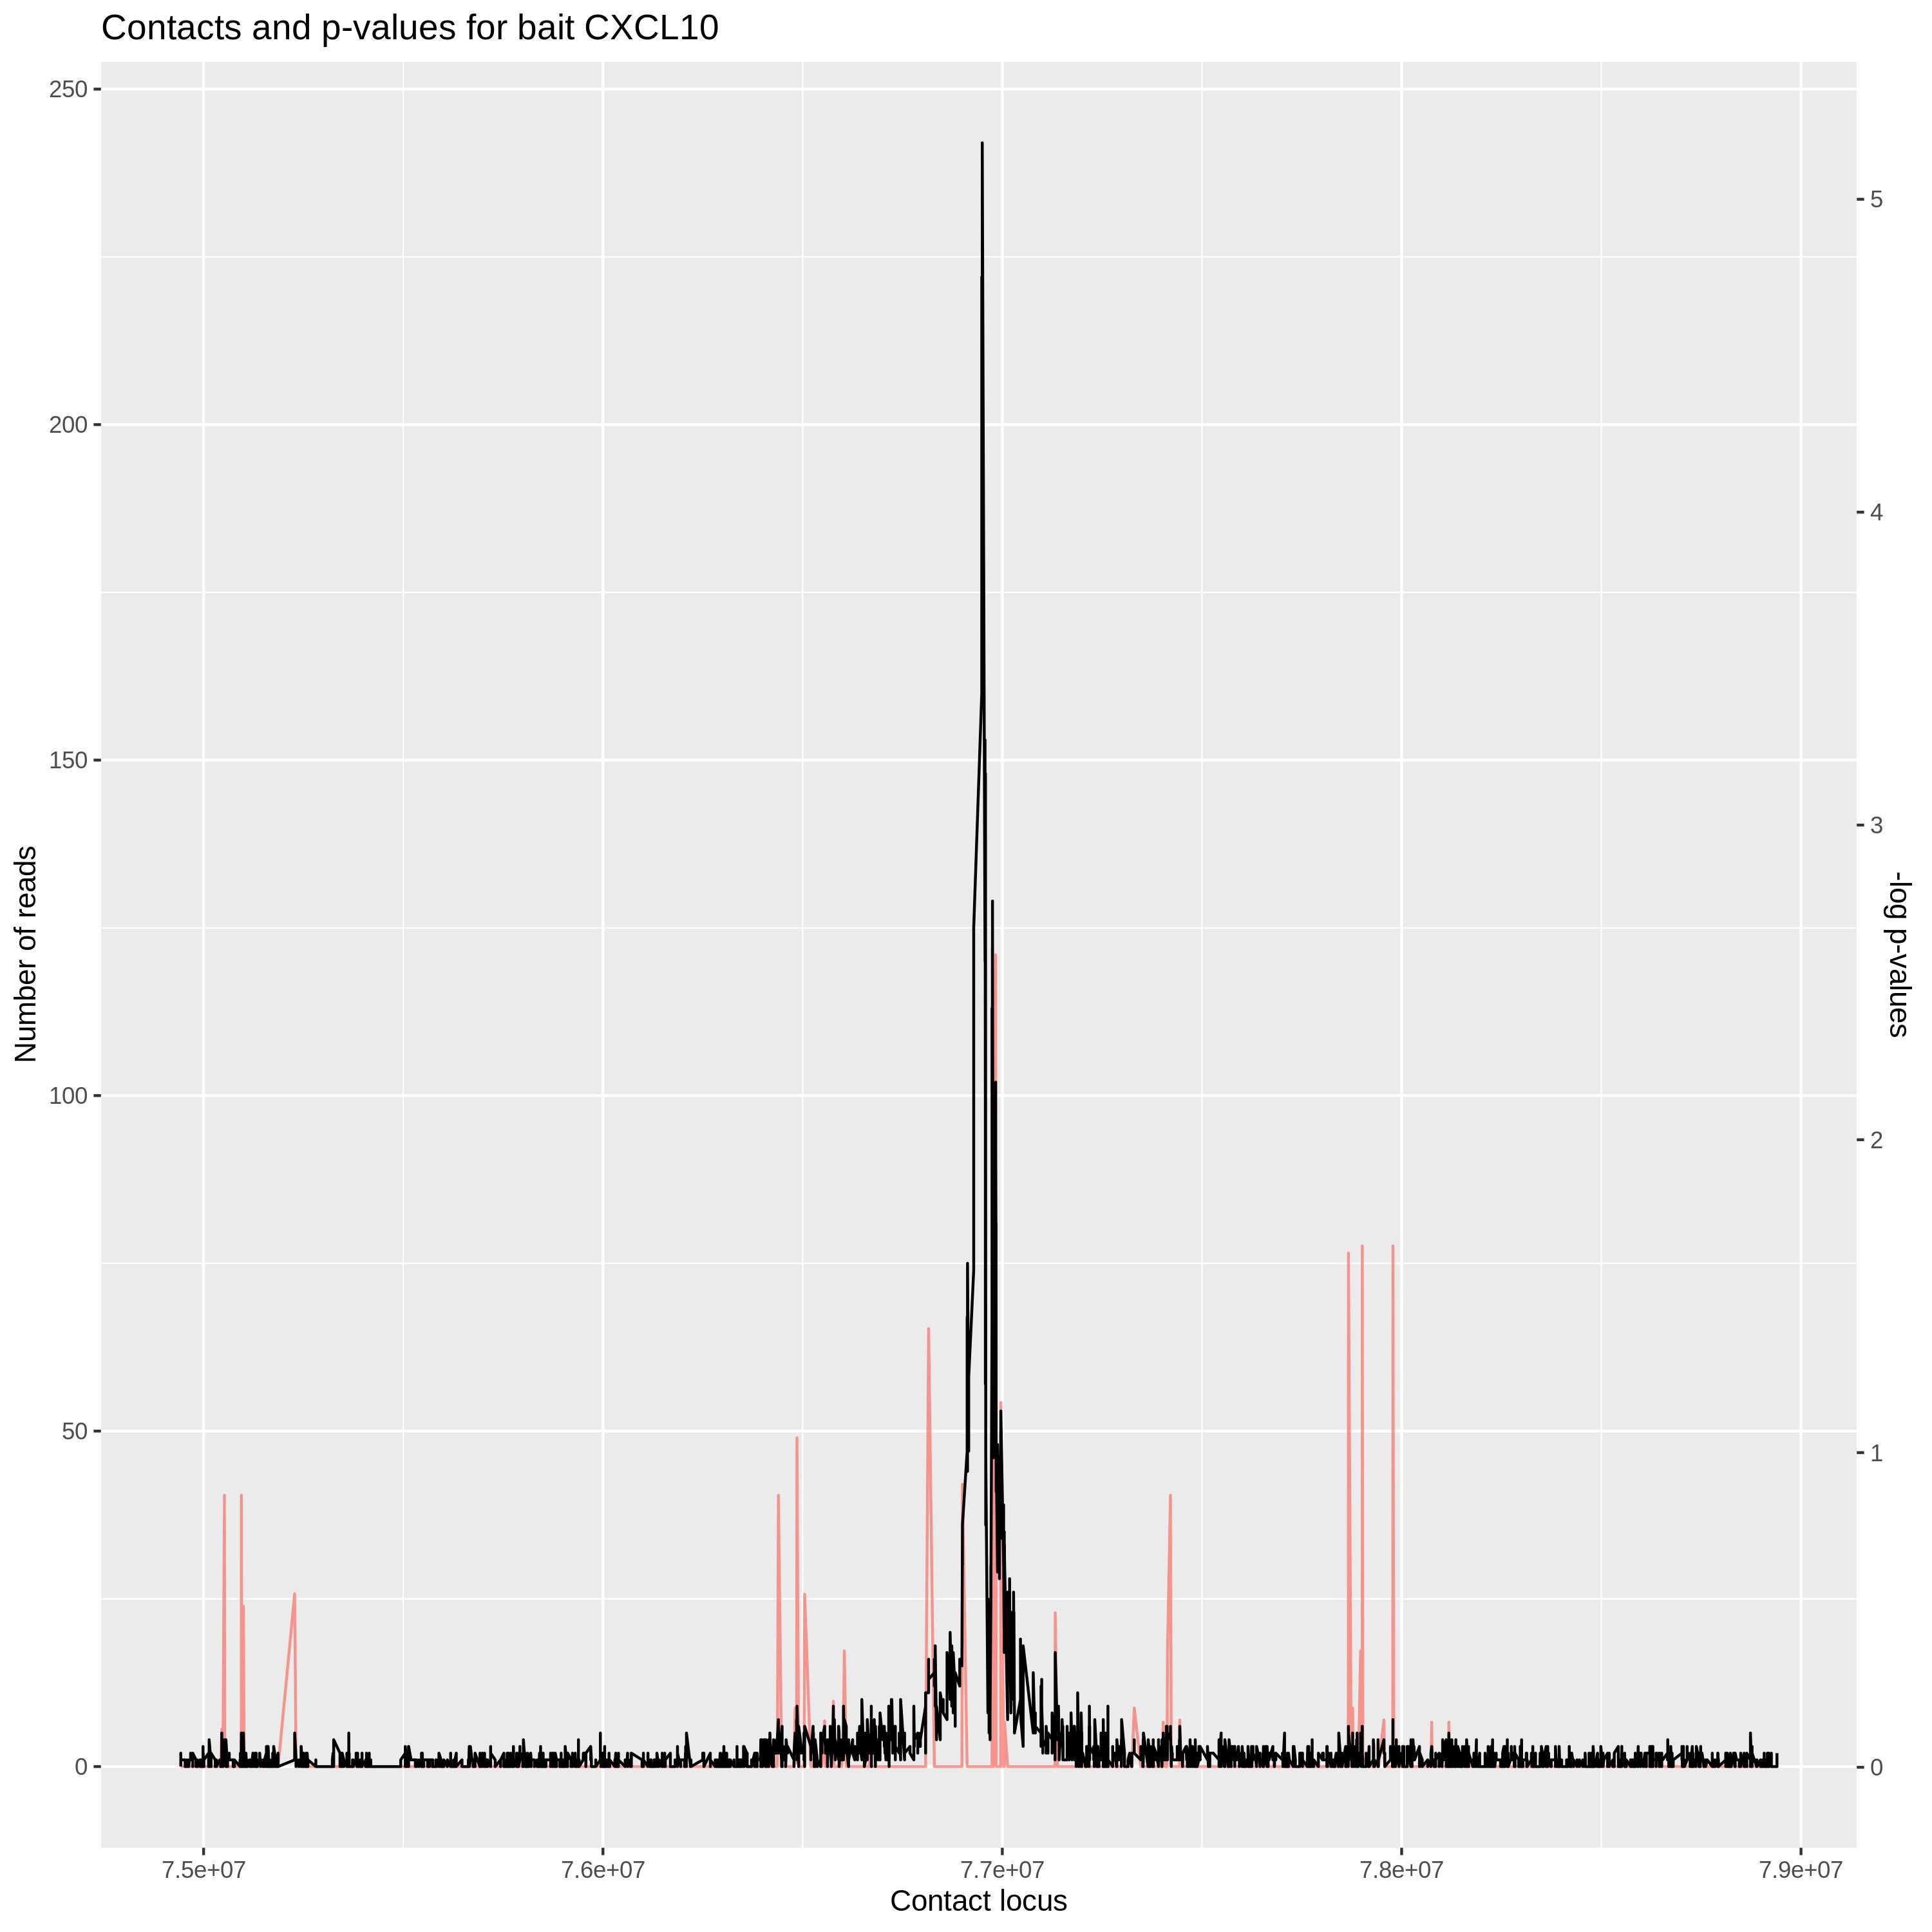 Contacts and p-values for bait CXCL10
250
200
150
100
50
0
Number of reads
5
4
3
2
1
0
-log p-values
7.5e+07
7.6e+07
7.7e+07
7.8e+07
7.9e+07
Contact locus